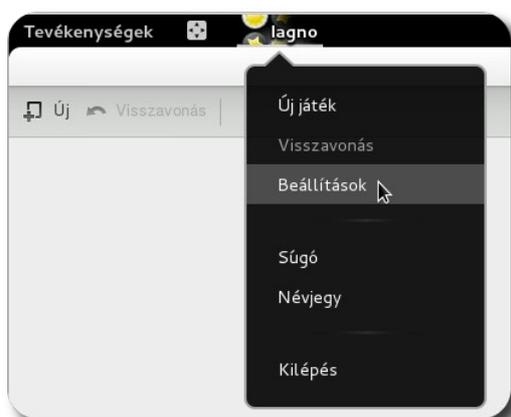 Tevékenységek lagno
Új Visszavonás
Új játék
Visszavonás
Beállítások
Súgó
Névjegy
Kilépés